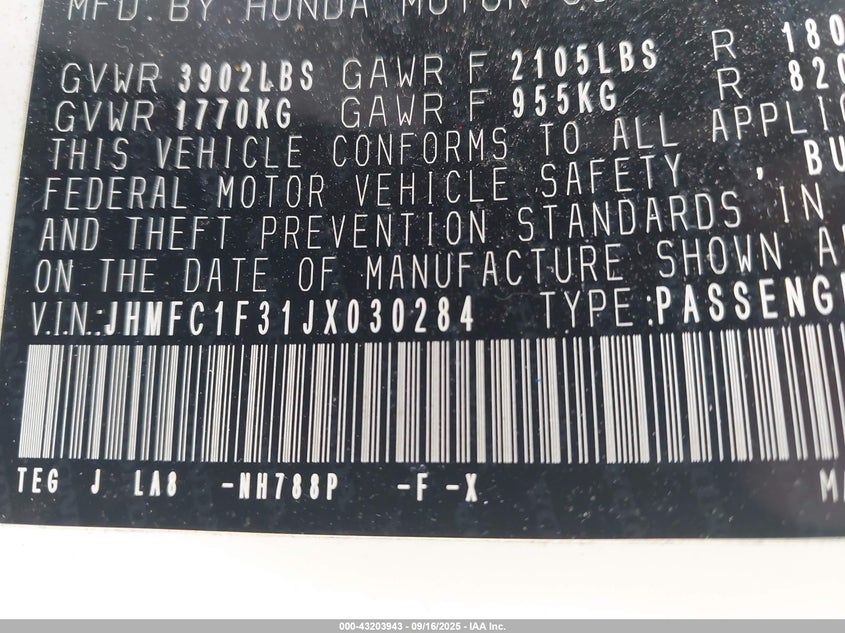 MFD. BY HONDA MOTOR CO
GVWR 3902LBS GAWR F 2105LBS R 180
GVWR 1770KG GAWR F 955KG R 820
THIS VEHICLE CONFORMS TO ALL APPLIC
FEDERAL MOTOR VEHICLE SAFETY , BU
AND THEFT PREVENTION STANDARDS IN
ON THE DATE OF MANUFACTURE SHOWN A
V.I.N.:JHMFC1F31JX030284 TYPE:PASSENGE
TEG J LA8 -NH788P -F -X
000-43203943 - 09/16/2025 - IAA Inc.